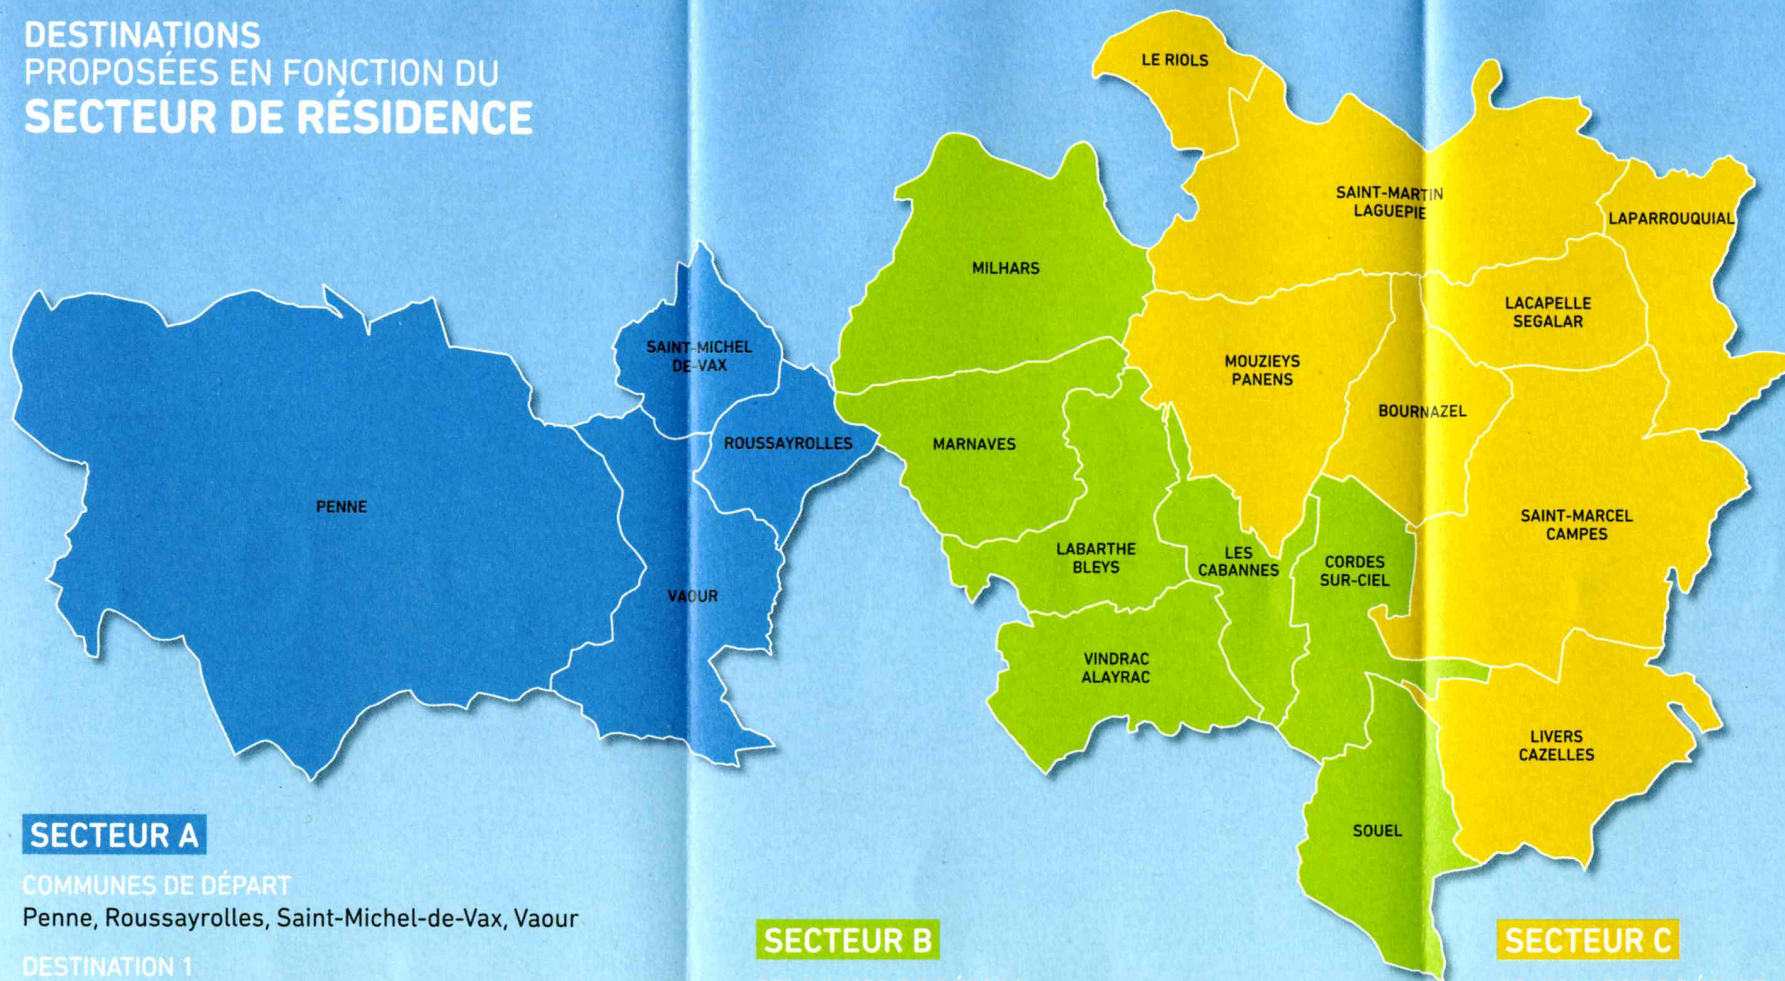 DESTINATIONS
PROPOSÉES EN FONCTION DU
SECTEUR DE RÉSIDENCE
LE RIOLS
SAINT-MARTIN
LAGUEPIE
LAPARROUQUIAL
MILHARS
LACAPELLE
SEGALAR
SAINT-MICHEL
DE-VAX
MOUZIEYS
PANENS
BOURNAZEL
ROUSSAYROLLES
MARNAVES
PENNE
SAINT-MARCEL
CAMPES
LABARTHE
BLEYS
LES
CABANNES
CORDES
SUR-CIEL
VAOUR
VINDRAC
ALAYRAC
LIVERS
CAZELLES
SOUEL
SECTEUR A
COMMUNES DE DÉPART
Penne, Roussayrolles, Saint-Michel-de-Vax, Vaour
DESTINATION 1
SECTEUR B
SECTEUR C